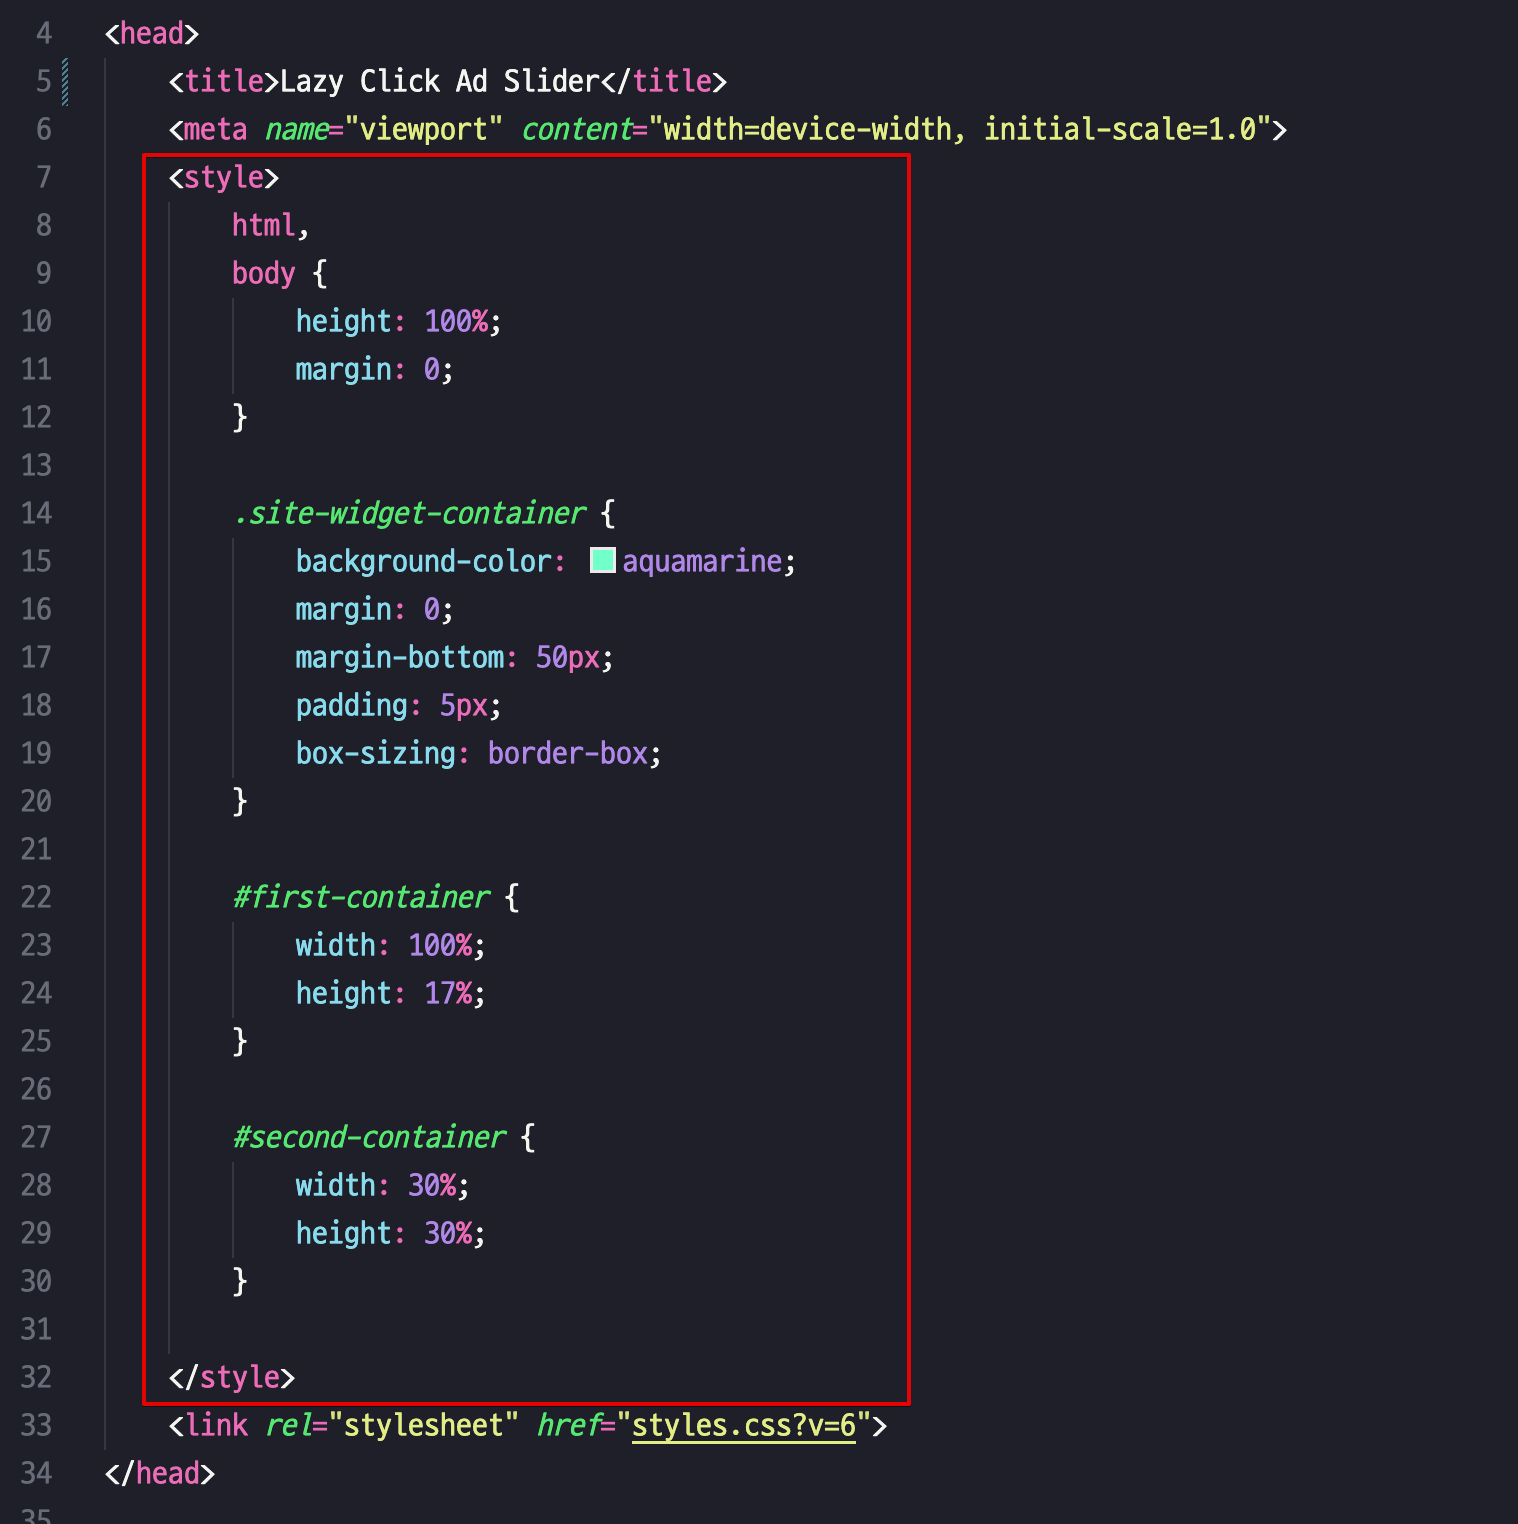 4 <head>
5 <title>Lazy Click Ad Slider</title>
6 <meta name="viewport" content="width=device-width, initial-scale=1.0">
7 <style>
8 html,
9 body {
10 height: 100%;
11 margin: 0;
12 }
13
14 .site-widget-container {
15 background-color: aquamarine;
16 margin: 0;
17 margin-bottom: 50px;
18 padding: 5px;
19 box-sizing: border-box;
20 }
21
22 #first-container {
23 width: 100%;
24 height: 17%;
25 }
26
27 #second-container {
28 width: 30%;
29 height: 30%;
30 }
31
32 </style>
33 <link rel="stylesheet" href="styles.css?v=6">
34 </head>
35